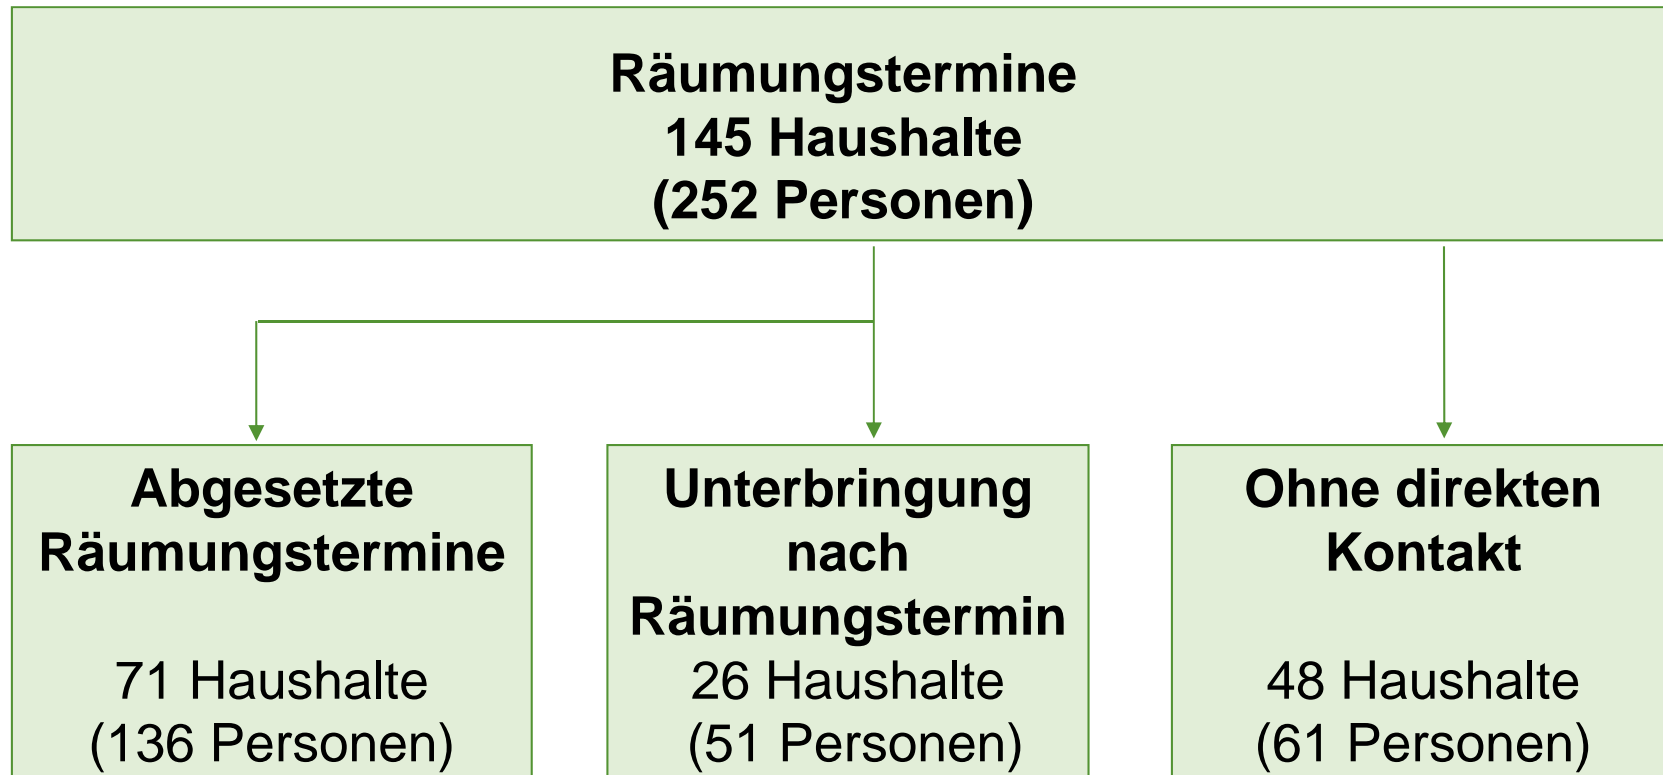 Räumungstermine
145 Haushalte
(252 Personen)
Abgesetzte
Räumungstermine
71 Haushalte
(136 Personen)
Unterbringung
nach
Räumungstermin
26 Haushalte
(51 Personen)
Ohne direkten
Kontakt
48 Haushalte
(61 Personen)